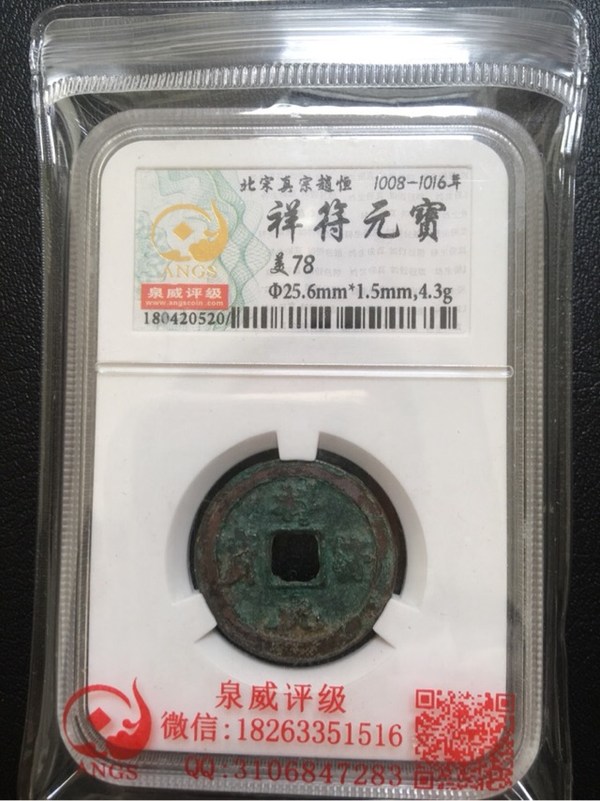 北宋真宗趙恒 1008-1016年
祥符元寶
美78
Φ25.6mm*1.5mm,4.3g
ANGS
泉威评级
www.angscoin.com
180420520/
泉威评级
微信:18263351516
QQ:3106847283
ANGS